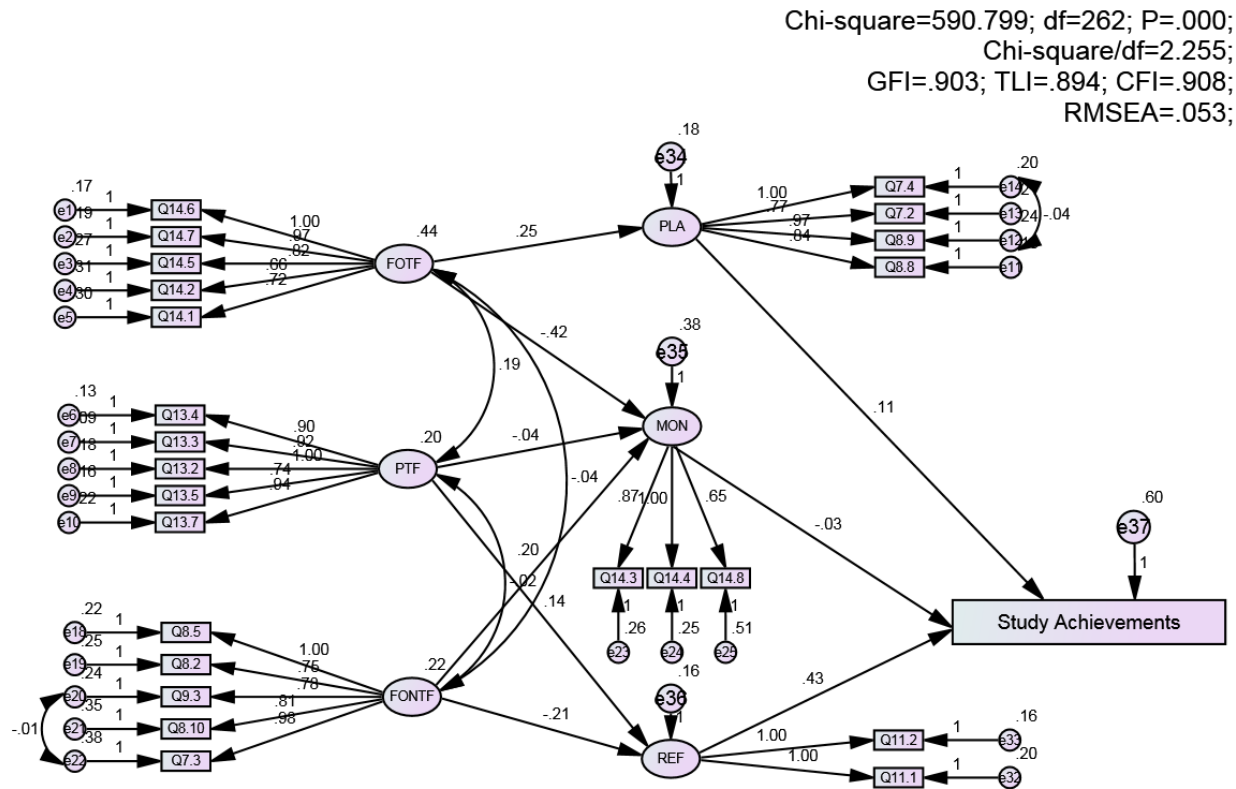 Chi-square=590.799; df=262; P=.000;
Chi-square/df=2.255;
GFI=.903; TLI=.894; CFI=.908;
RMSEA=.053;
.18
e34
1
.17
e1
1
Q14.6
1.00
.19
e2
1
Q14.7
.97
.27
e3
1
Q14.5
.82
.31
e4
1
Q14.2
.66
.30
e5
1
Q14.1
.72
.44
FOTF
.25
PLA
1.00
Q7.4
1
e14
.20
.77
Q7.2
1
e13
.97
Q8.9
1
e12
.24
.84
Q8.8
1
e11
-.04
-.42
.38
e35
1
.19
.13
e6
1
Q13.4
.90
.09
e7
1
Q13.3
.92
.18
e8
1
Q13.2
1.00
.16
e9
1
Q13.5
.74
.22
e10
1
Q13.7
.94
.20
PTF
-.04
MON
.11
-.04
.87
1.00
.65
-.03
.60
e37
1
.20
-.02
.14
Q14.3
Q14.4
Q14.8
1
1
1
.26
.25
.51
e23
e24
e25
Study Achievements
.22
e18
1
Q8.5
1.00
.25
e19
1
Q8.2
.75
.24
e20
1
Q9.3
.78
.35
e21
1
Q8.10
.81
.38
e22
1
Q7.3
.98
-.01
.22
FONTF
-.21
.16
e36
1
REF
.43
1.00
Q11.2
1
e33
.16
1.00
Q11.1
1
e32
.20